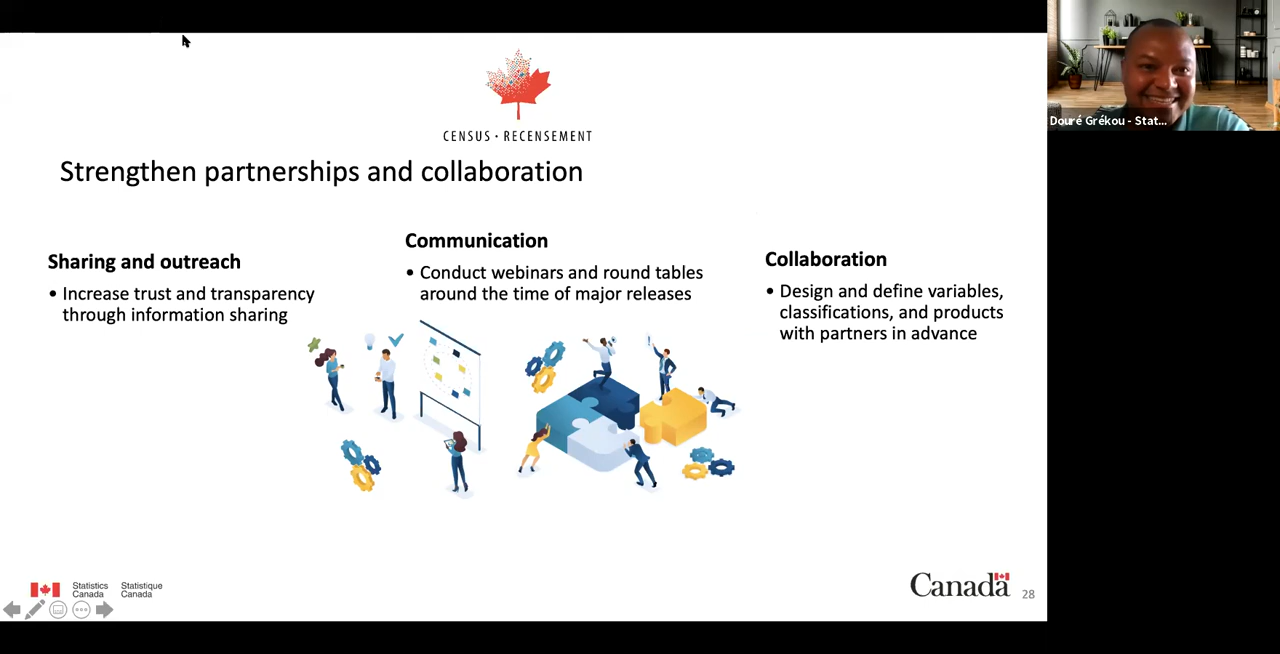 CENSUS • RECENSEMENT
Strengthen partnerships and collaboration
Sharing and outreach
• Increase trust and transparency
through information sharing
Communication
• Conduct webinars and round tables
around the time of major releases
Collaboration
• Design and define variables,
classifications, and products
with partners in advance
Statistics
Canada
Statistique
Canada
Canada
28
Douré Grékou - Stat...